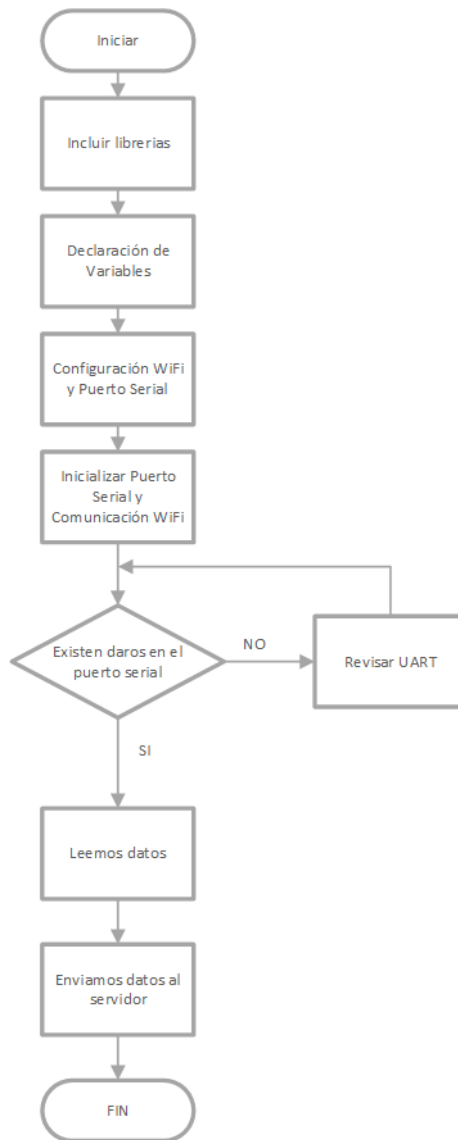 Iniciar
Incluir librerias
Declaración de
Variables
Configuración WiFi
y Puerto Serial
Inicializar Puerto
Serial y
Comunicación WiFi
Existen daros en el
puerto serial
NO
Revisar UART
SI
Leemos datos
Enviamos datos al
servidor
FIN